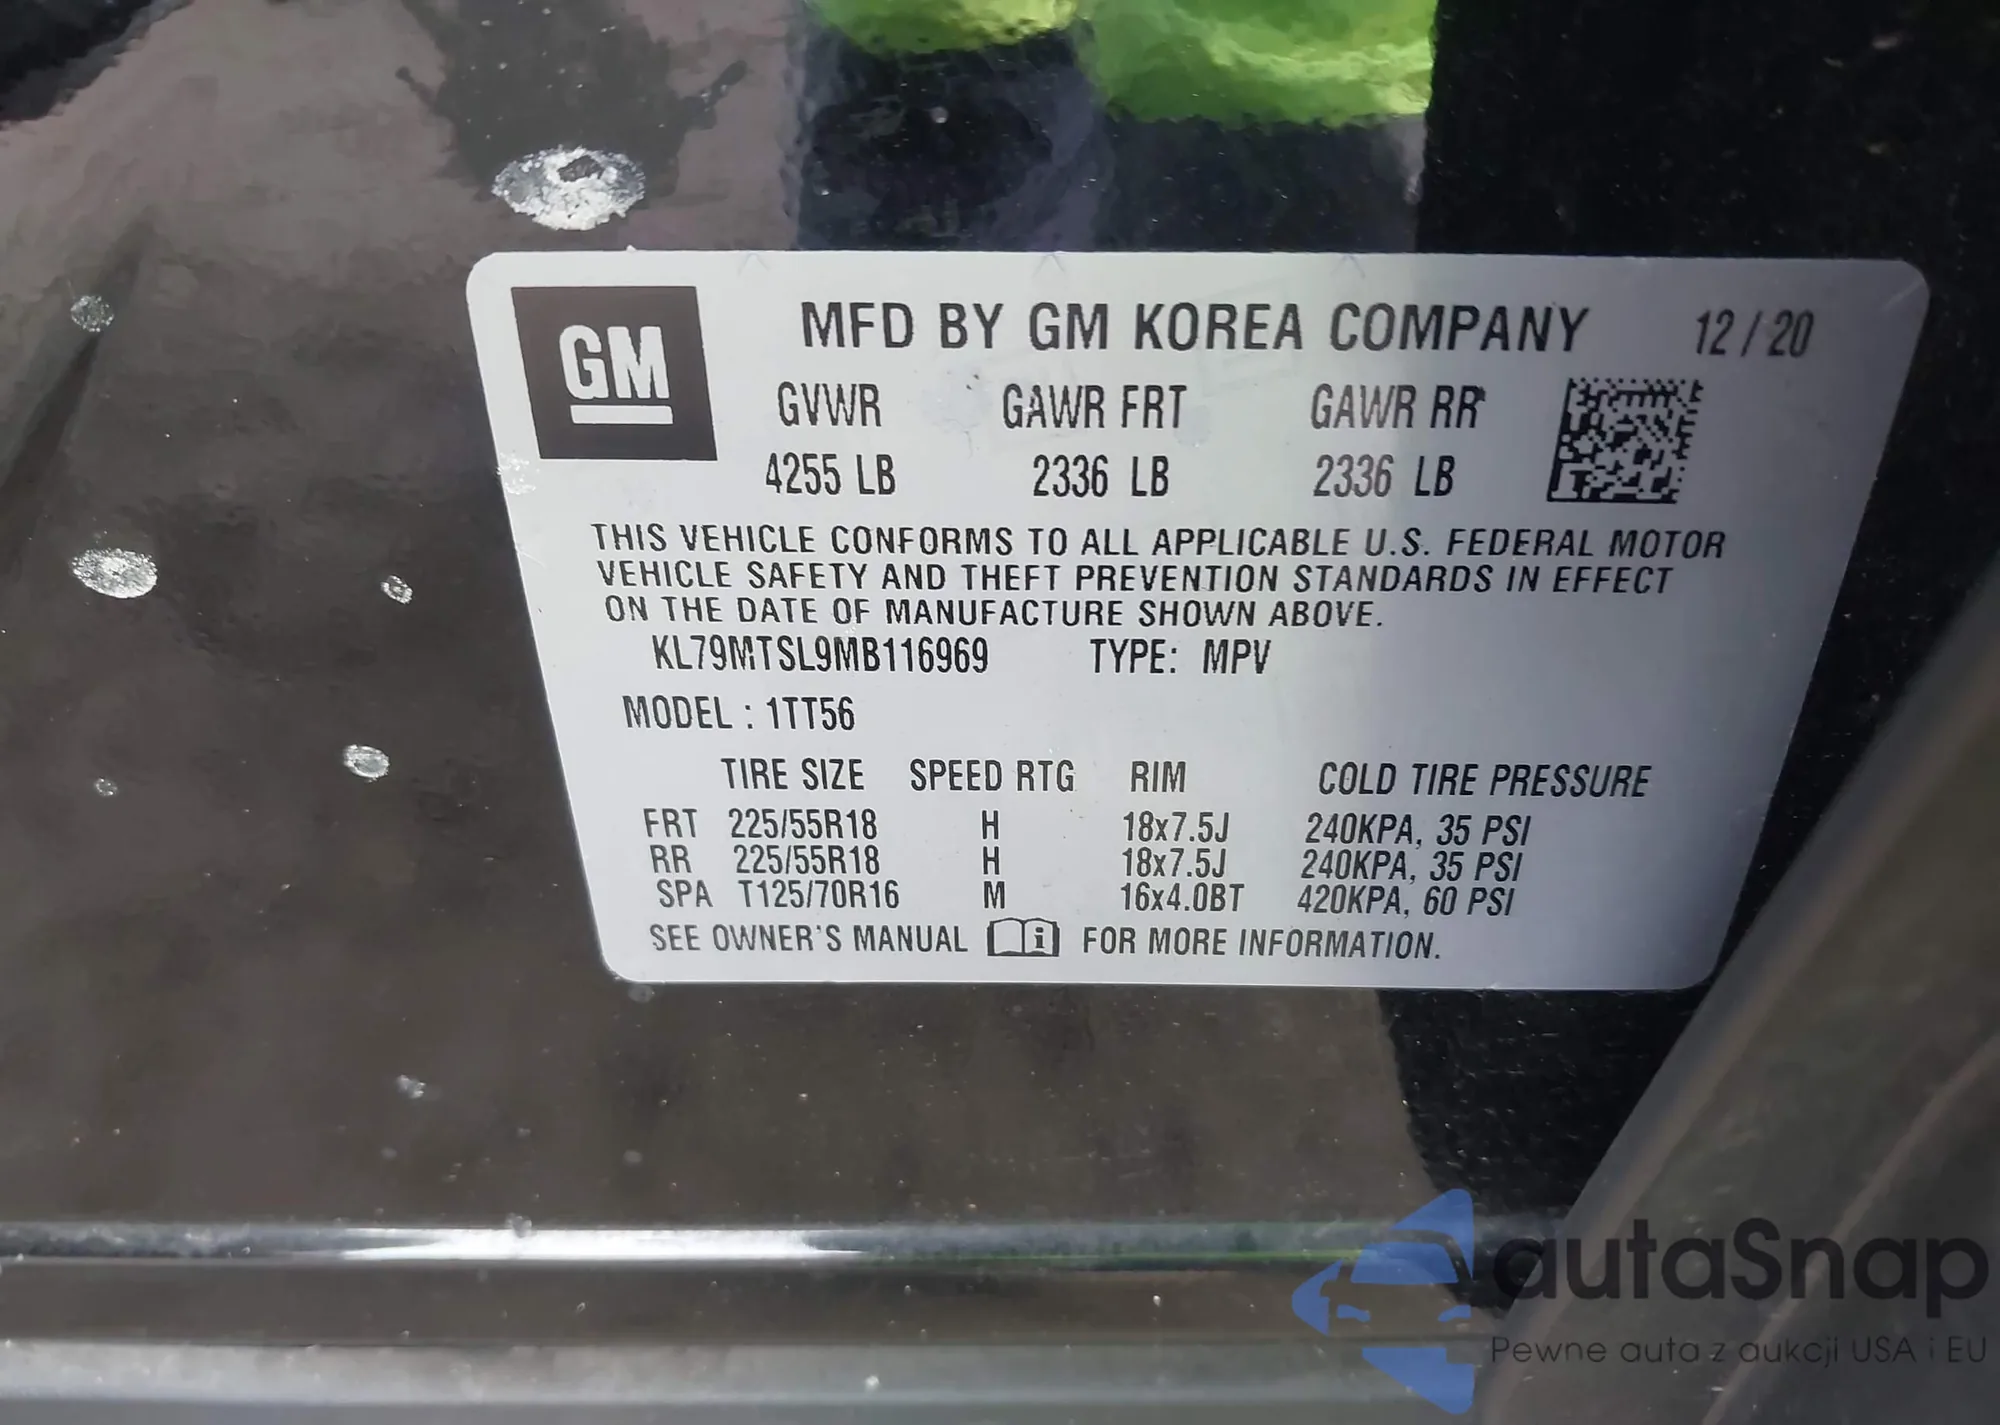 GM
MFD BY GM KOREA COMPANY 12/20
GVWR GAWR FRT GAWR RR
4255 LB 2336 LB 2336 LB
THIS VEHICLE CONFORMS TO ALL APPLICABLE U.S. FEDERAL MOTOR
VEHICLE SAFETY AND THEFT PREVENTION STANDARDS IN EFFECT
ON THE DATE OF MANUFACTURE SHOWN ABOVE.
KL79MTSL9MB116969 TYPE: MPV
MODEL : 1TT56
TIRE SIZE SPEED RTG RIM COLD TIRE PRESSURE
FRT 225/55R18 H 18x7.5J 240KPA, 35 PSI
RR 225/55R18 H 18x7.5J 240KPA, 35 PSI
SPA T125/70R16 M 16x4.0BT 420KPA, 60 PSI
SEE OWNER'S MANUAL i FOR MORE INFORMATION.
autaSnap
Pewne auta z aukcji USA i EU